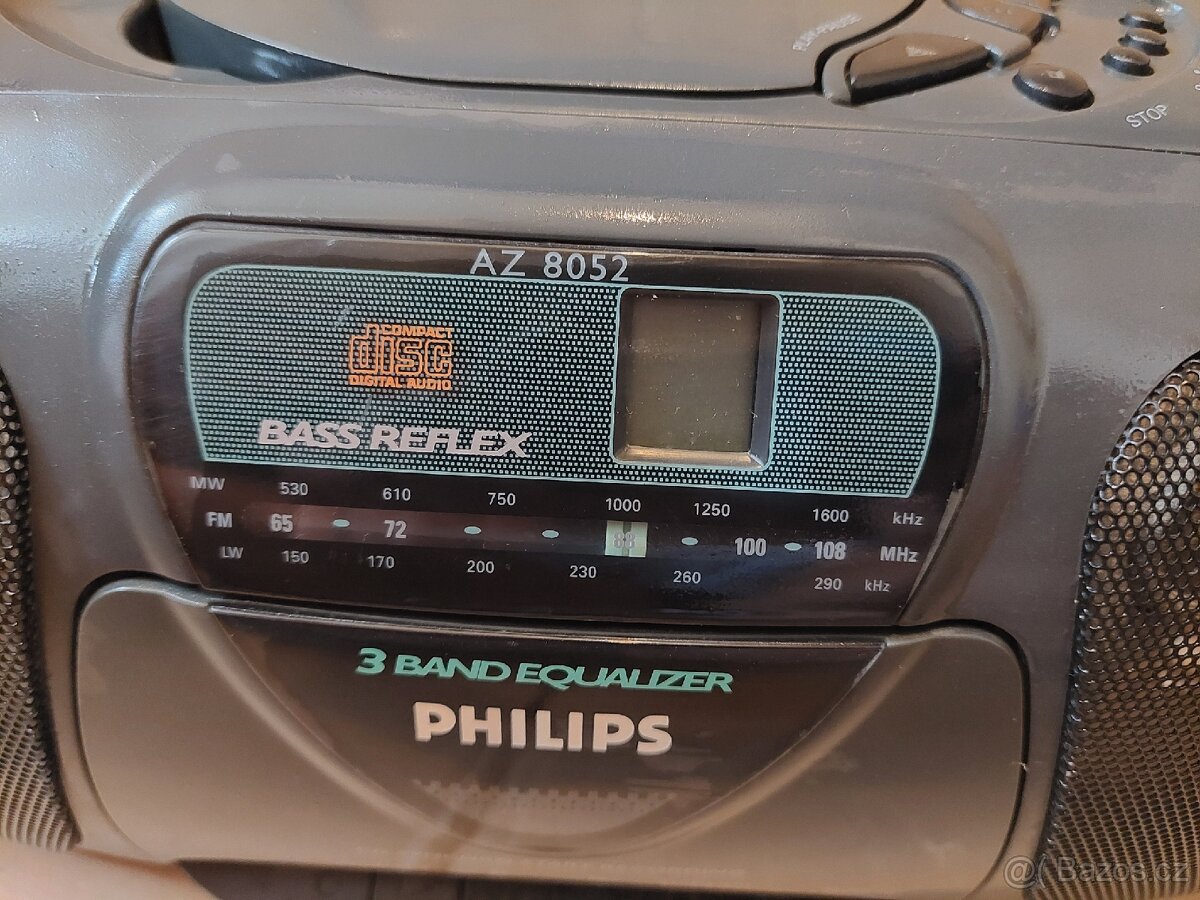 PLAY•PAUSE
STOP
AZ 8052
COMPACT
disc
DIGITAL AUDIO
BASS REFLEX
MW 530 610 750 1000 1250 1600 kHz
FM 65 72 88 100 108 MHz
LW 150 170 200 230 260 290 kHz
3 BAND EQUALIZER
PHILIPS
@( Bazos.cz